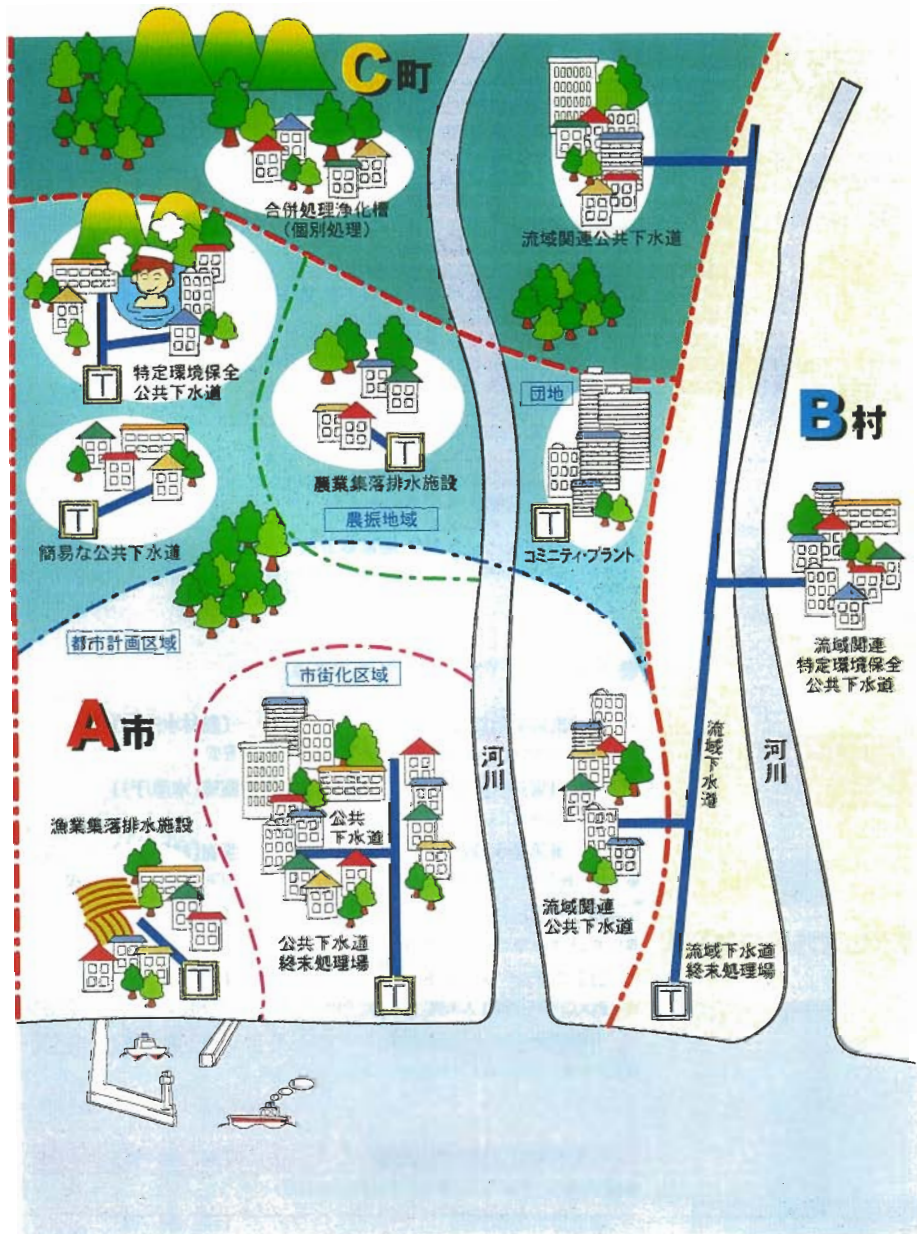 C町
合併処理浄化槽
（個別処理）
流域関連公共下水道
特定環境保全
公共下水道
T
農業集落排水施設
T
農振地域
団地
コミニティ・プラント
T
B村
簡易な公共下水道
T
都市計画区域
市街化区域
流域関連
特定環境保全
公共下水道
A市
漁業集落排水施設
T
公共
下水道
公共下水道
終末処理場
T
河川
流域関連
公共下水道
流域下水道
河川
流域下水道
終末処理場
T